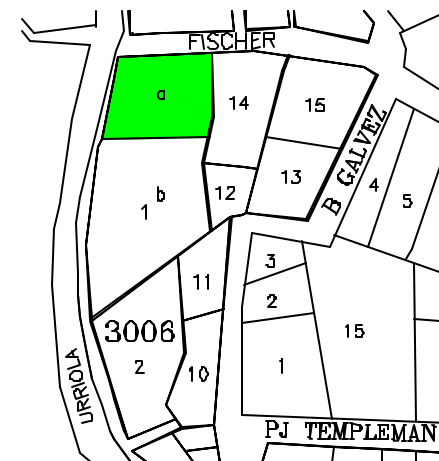 FISCHER
a
14
15
B GALVEZ
4
5
b
1
12
13
3
11
2
3006
2
15
10
1
URRIOLA
PJ TEMPLEMAN